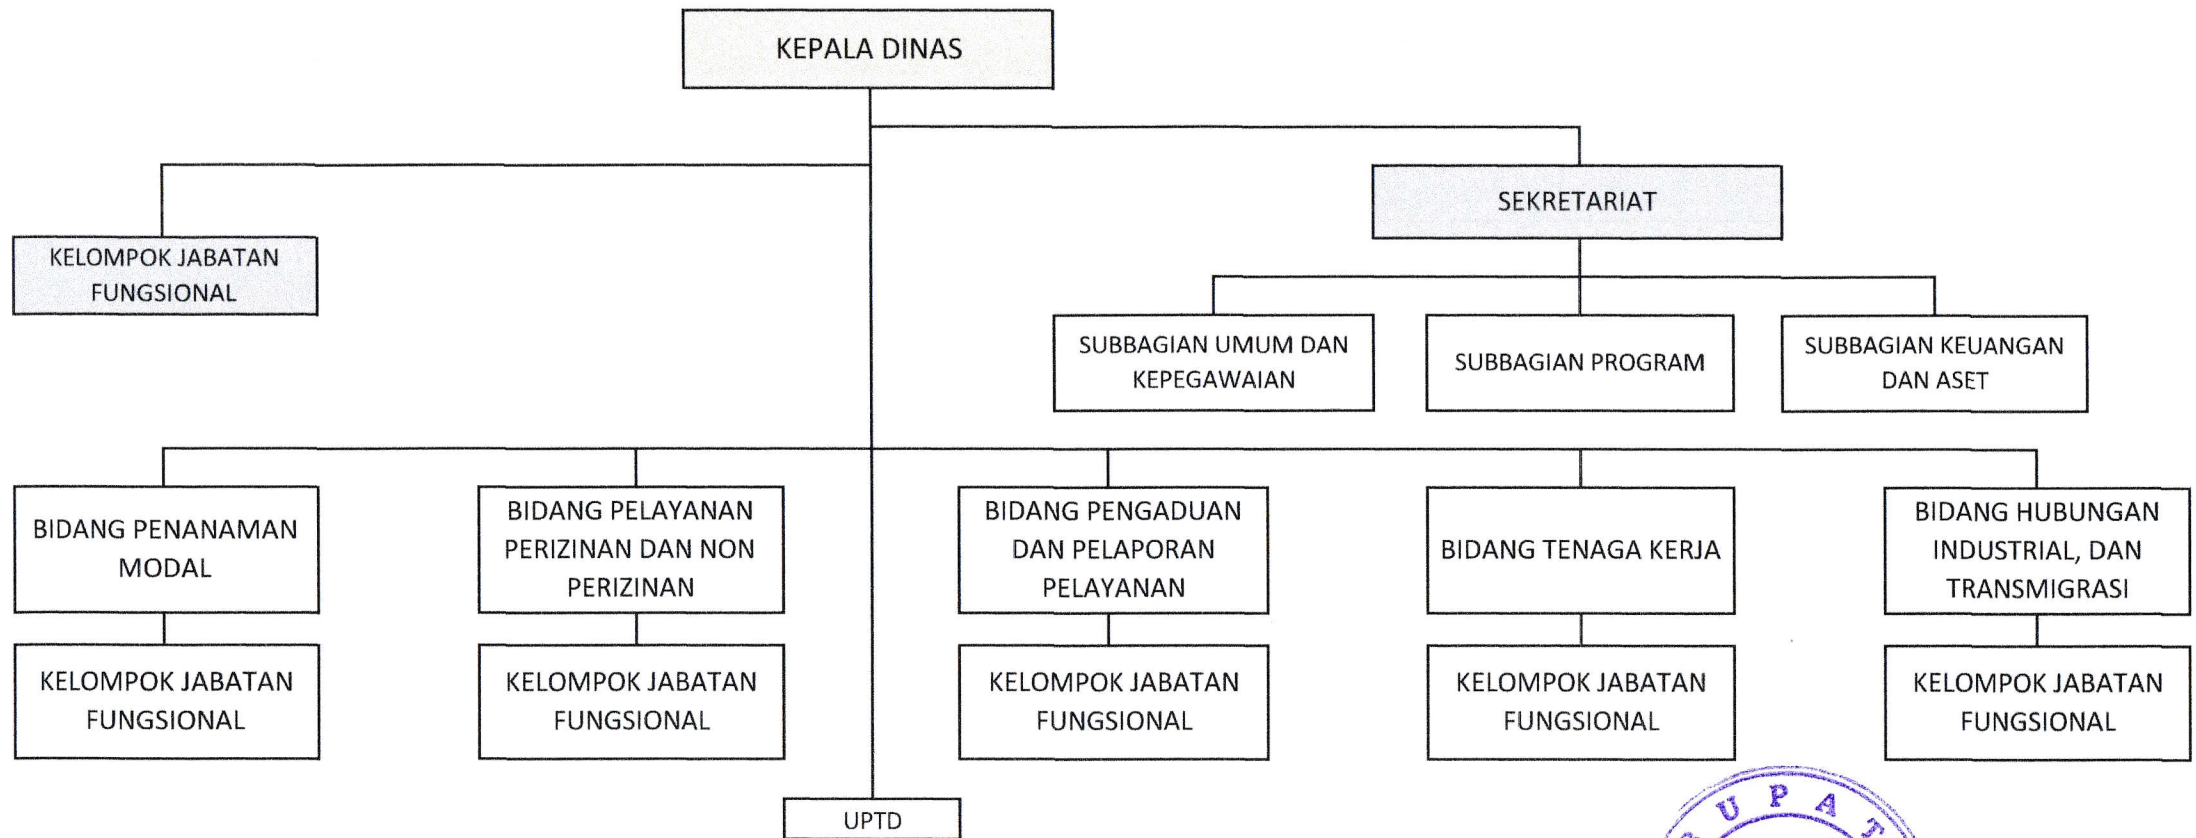 KEPALA DINAS
SEKRETARIAT
KELOMPOK JABATAN
FUNGSIONAL
SUBBAGIAN UMUM DAN
KEPEGAWAIAN
SUBBAGIAN PROGRAM
SUBBAGIAN KEUANGAN
DAN ASET
BIDANG PENANAMAN
MODAL
BIDANG PELAYANAN
PERIZINAN DAN NON
PERIZINAN
BIDANG PENGADUAN
DAN PELAPORAN
PELAYANAN
BIDANG TENAGA KERJA
BIDANG HUBUNGAN
INDUSTRIAL, DAN
TRANSMIGRASI
KELOMPOK JABATAN
FUNGSIONAL
KELOMPOK JABATAN
FUNGSIONAL
KELOMPOK JABATAN
FUNGSIONAL
KELOMPOK JABATAN
FUNGSIONAL
KELOMPOK JABATAN
FUNGSIONAL
UPTD